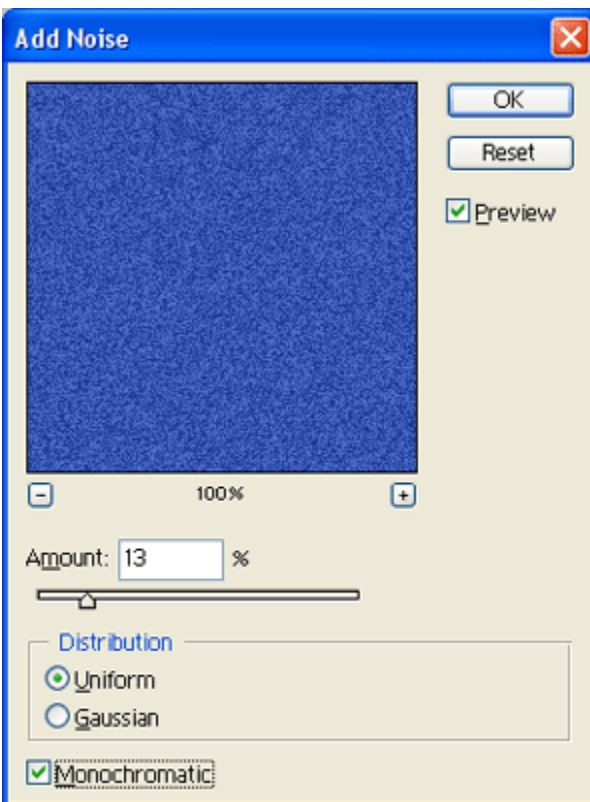 Add Noise
OK
Reset
Preview
100%
Amount: 13 %
Distribution
Uniform
Gaussian
Monochromatic